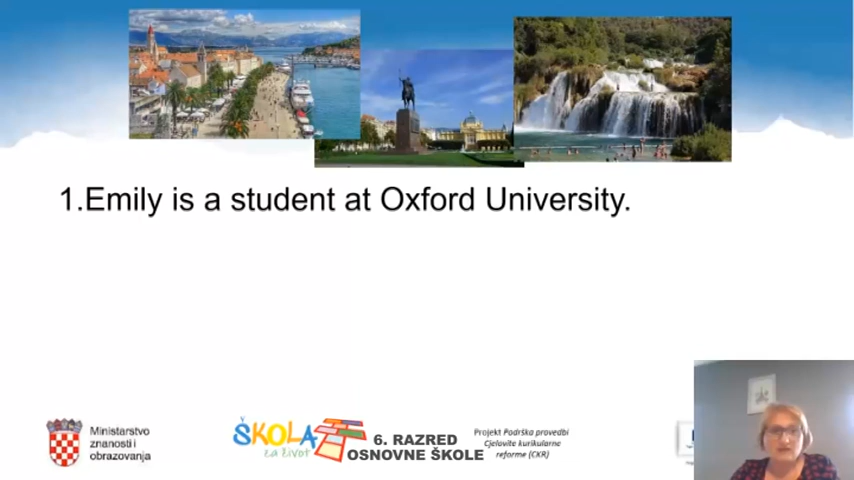 1.Emily is a student at Oxford University.
Ministarstvo
znanosti i
obrazovanja
ŠKOLA
za život
6. RAZRED
OSNOVNE ŠKOLE
Projekt Podrška provedbi
Cjelovite kurikularne
reforme (CKR)